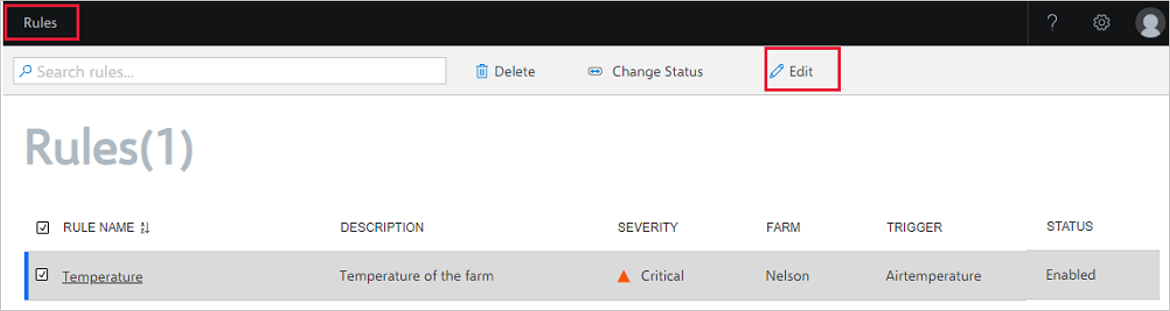 Rules
Search rules... Delete Change Status Edit
Rules(1)
RULE NAME DESCRIPTION SEVERITY FARM TRIGGER STATUS
Temperature Temperature of the farm Critical Nelson Airtemperature Enabled